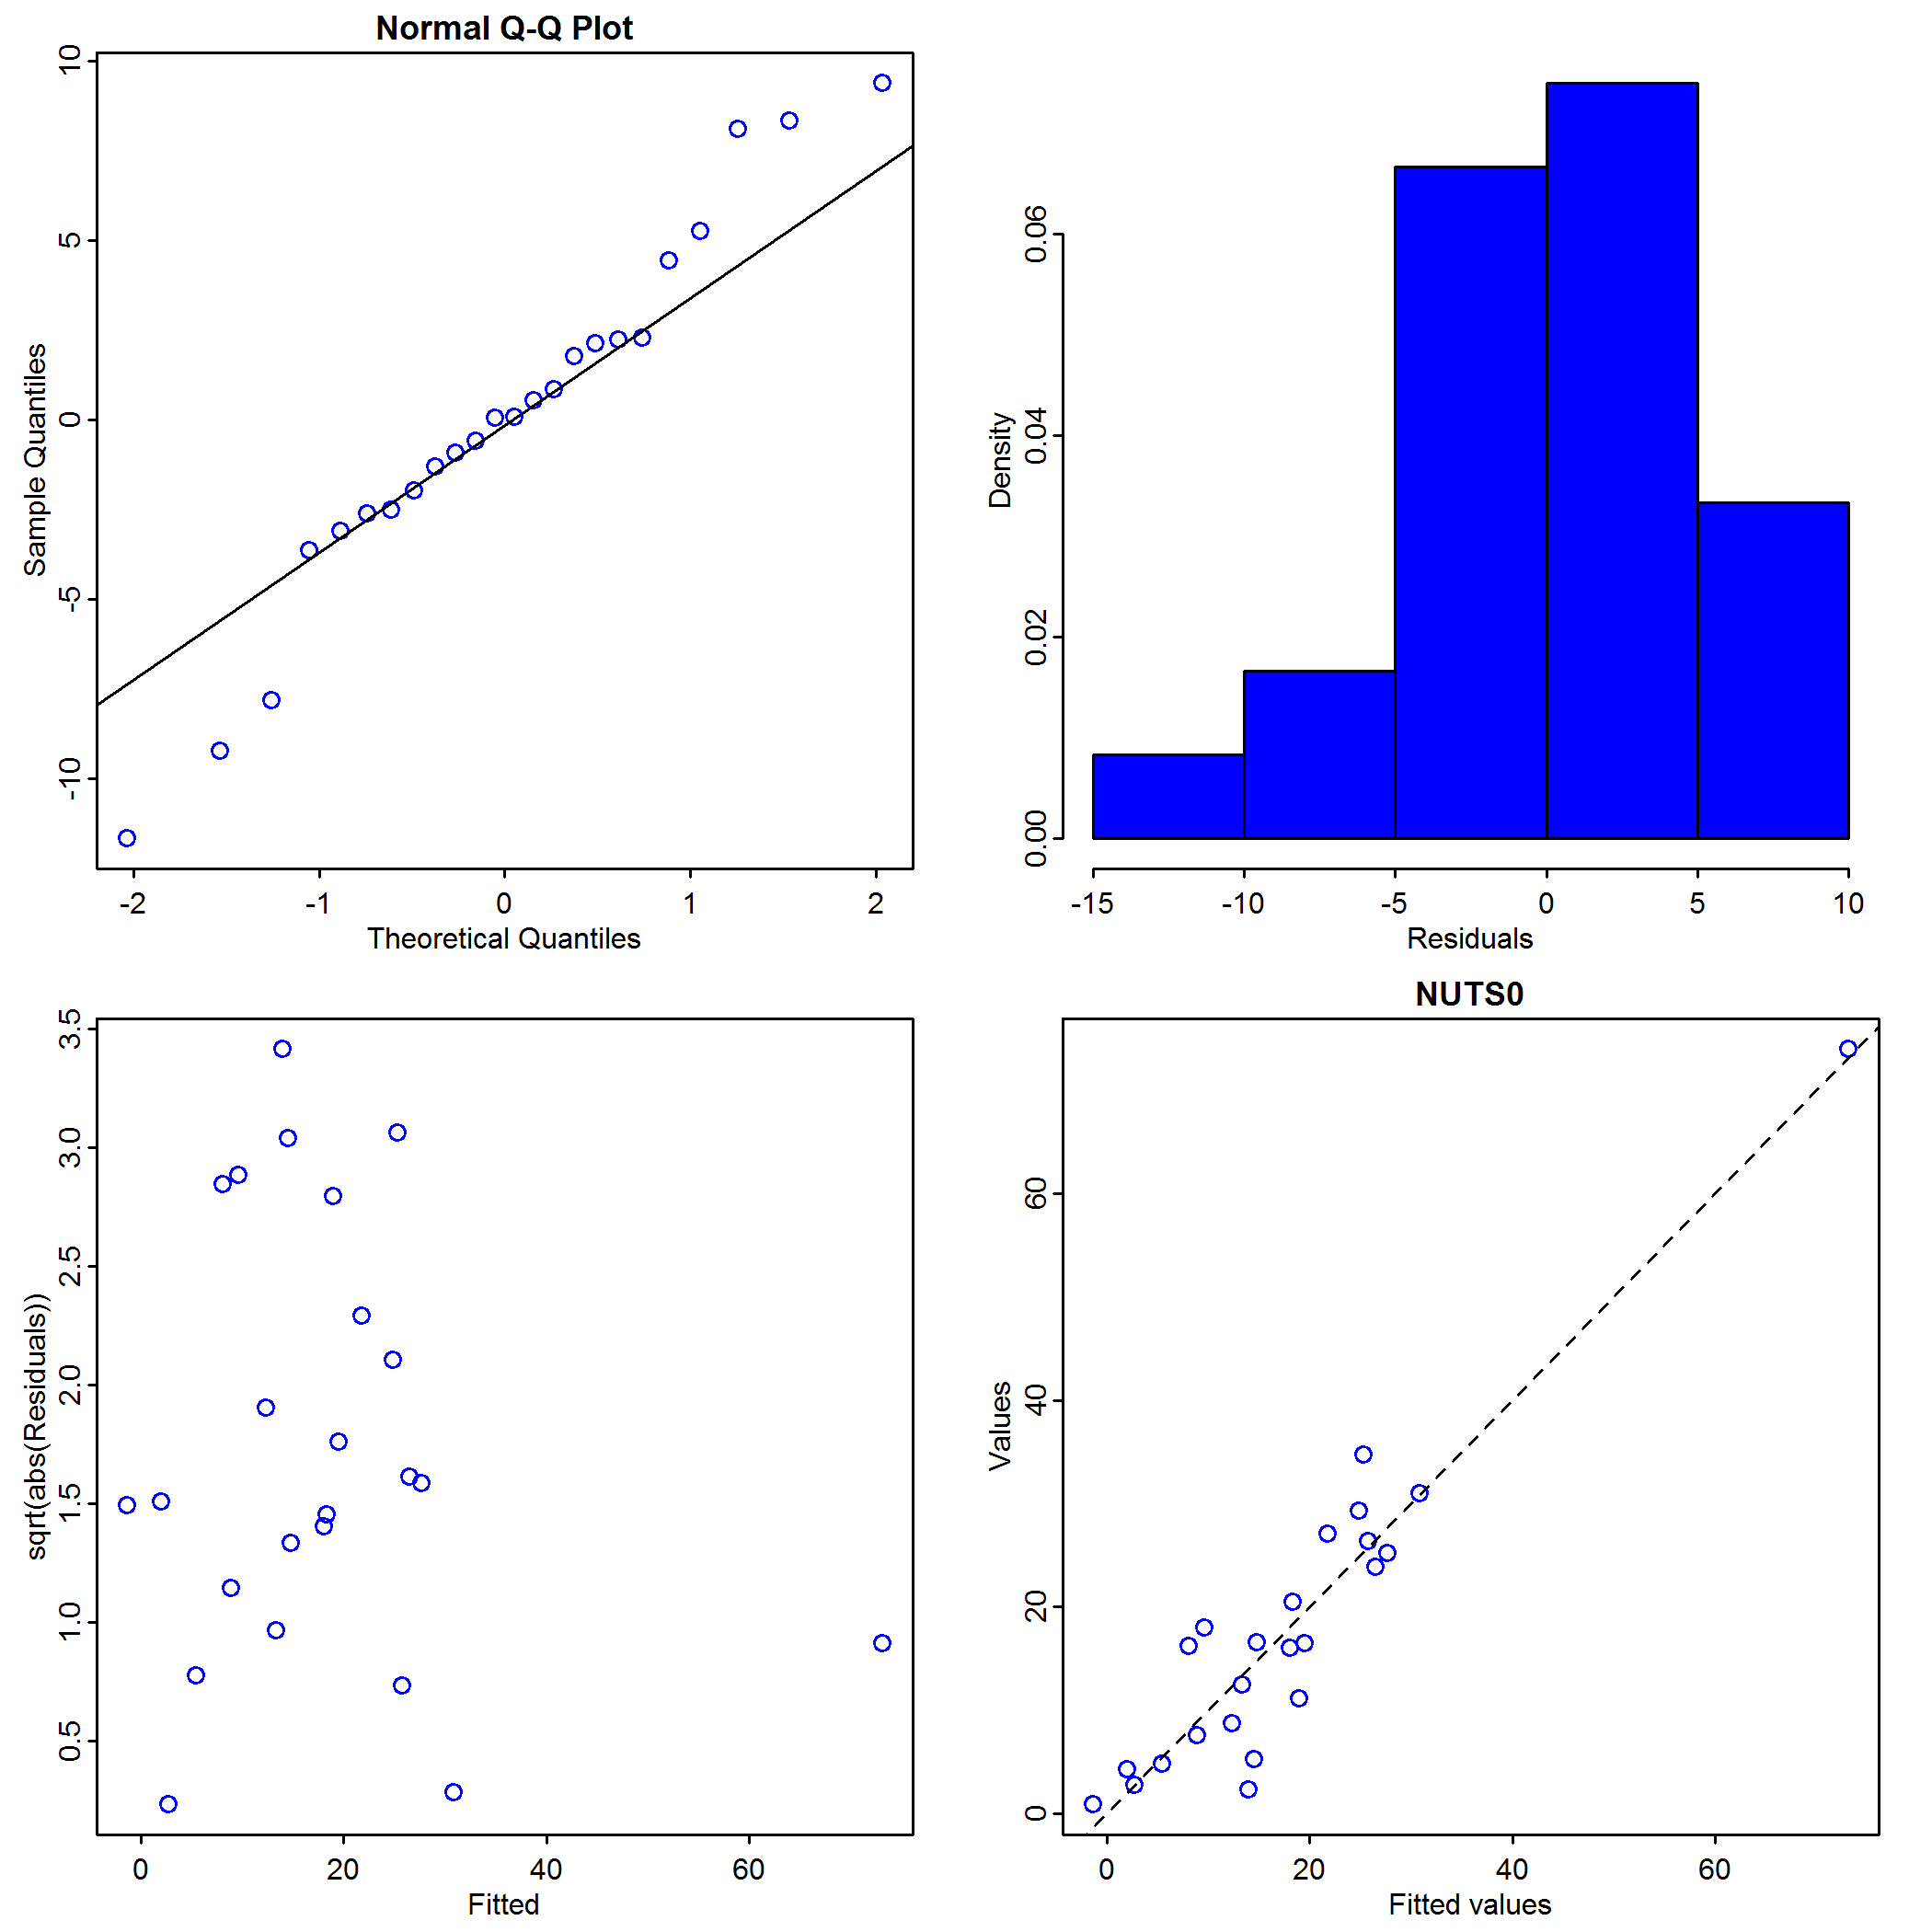 Normal Q-Q Plot
10
5
0
-5
-10
Sample Quantiles
-2 -1 0 1 2
Theoretical Quantiles
0.06
0.04
0.02
0.00
Density
-15 -10 -5 0 5 10
Residuals
3.5
3.0
2.5
2.0
1.5
1.0
0.5
sqrt(abs(Residuals))
0 20 40 60
Fitted
NUTS0
60
40
20
0
Values
0 20 40 60
Fitted values